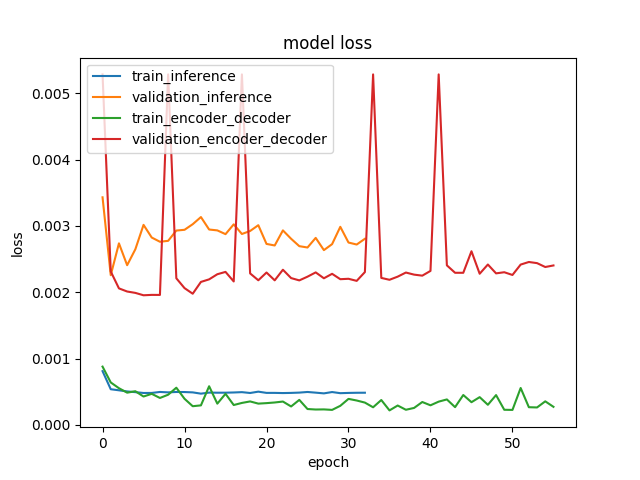 model loss
train_inference
validation_inference
train_encoder_decoder
validation_encoder_decoder
0.005
0.004
0.003
0.002
0.001
0.000
loss
0 10 20 30 40 50
epoch